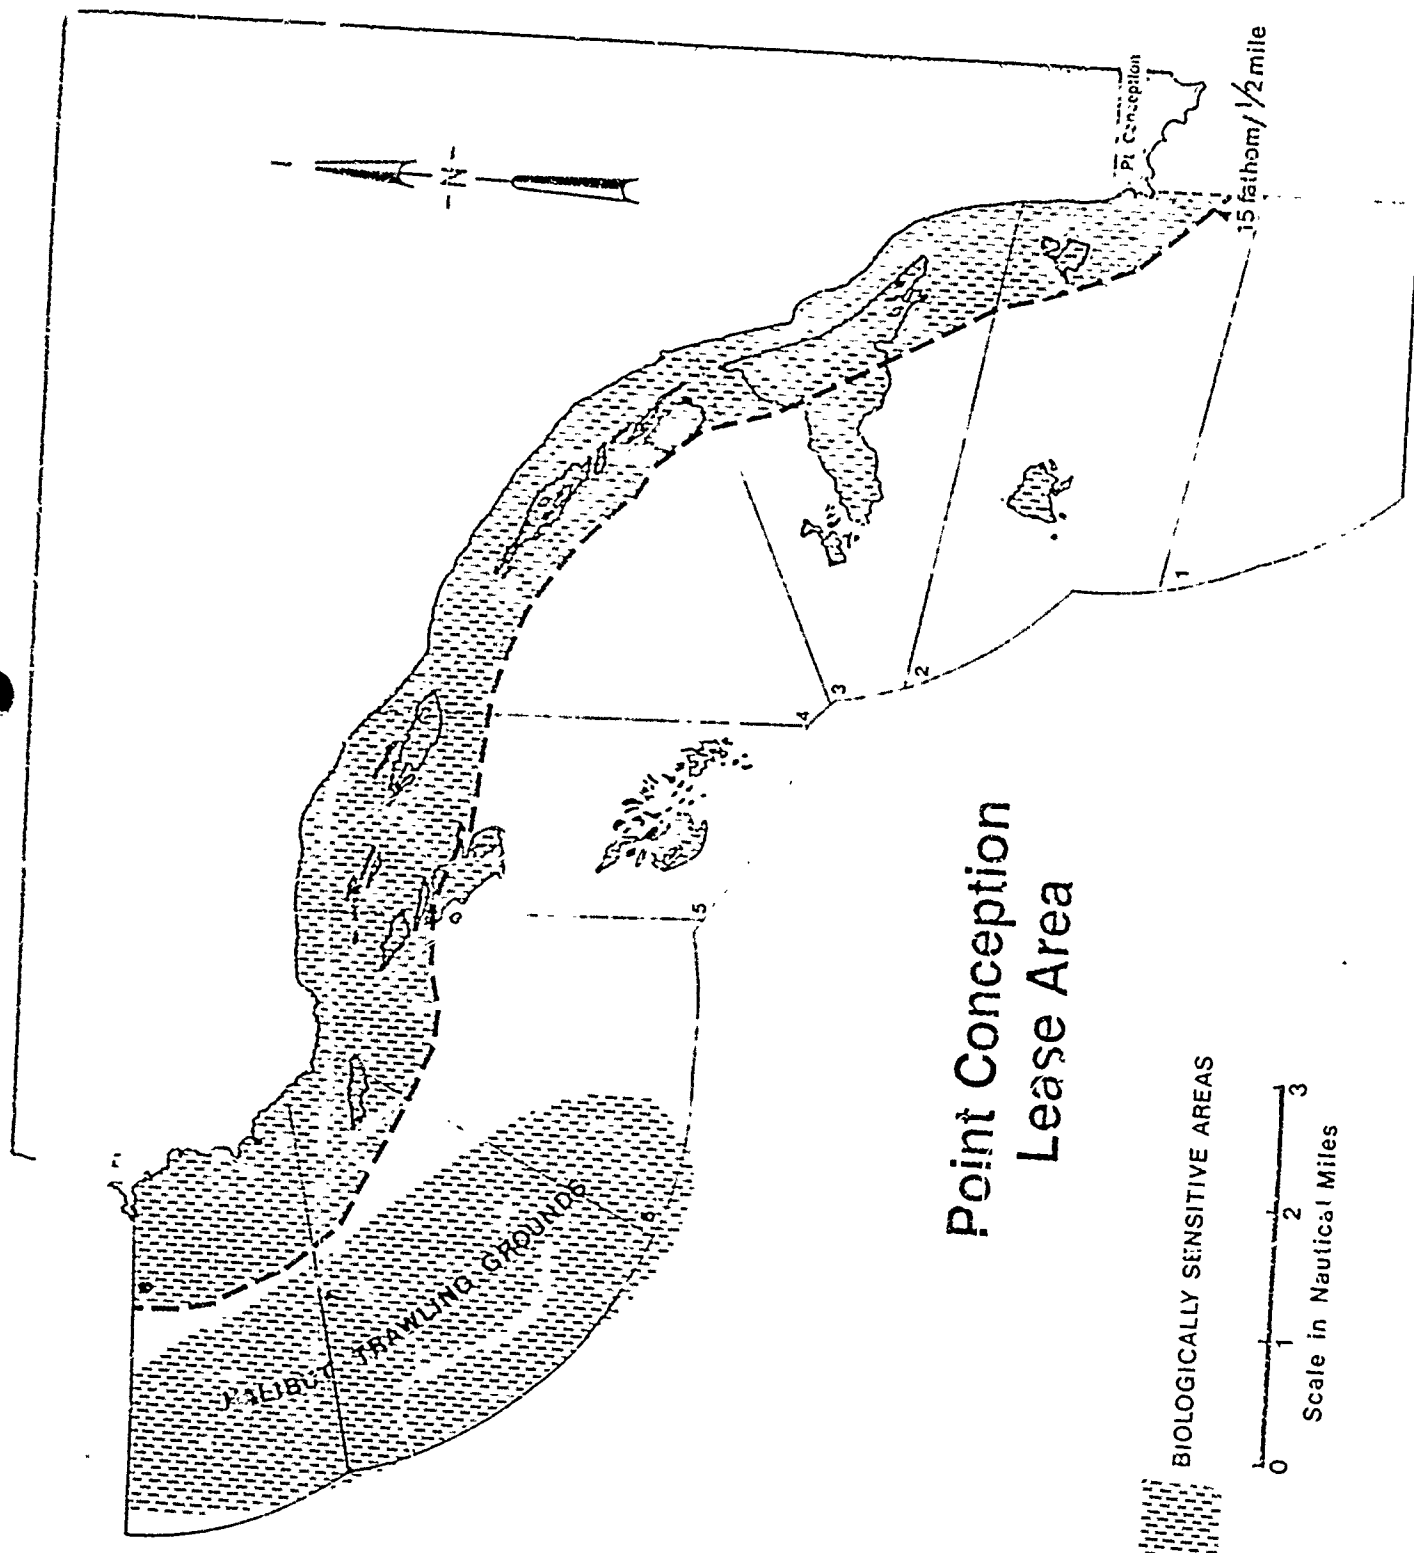 Point Conception
Lease Area
BIOLOGICALLY SENSITIVE AREAS
0 1 2 3
Scale in Nautical Miles
HALIBUT TRAWLING GROUNDS
N
Pt Conception
15 fathom/ 1/2 mile
1
2
3
4
5
6